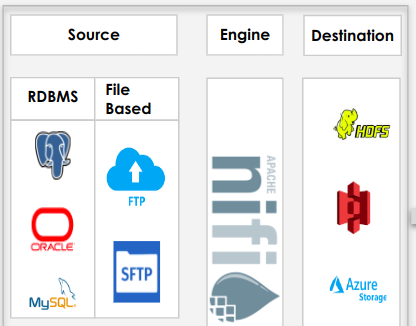 Source
Engine
Destination
RDBMS
File
Based
FTP
ORACLE
SFTP
MySQL
APACHE
nifi
HDFS
Azure
Storage